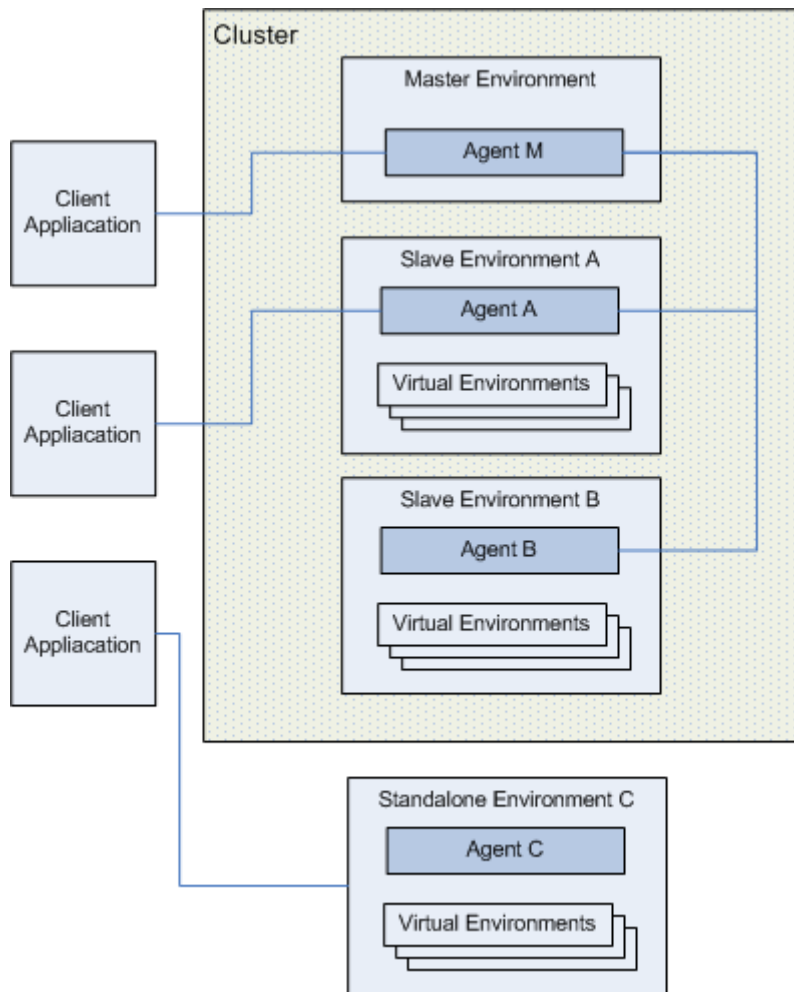 Cluster
Master Environment
Agent M
Client
Appliacation
Slave Environment A
Agent A
Virtual Environments
Client
Appliacation
Slave Environment B
Agent B
Virtual Environments
Client
Appliacation
Standalone Environment C
Agent C
Virtual Environments